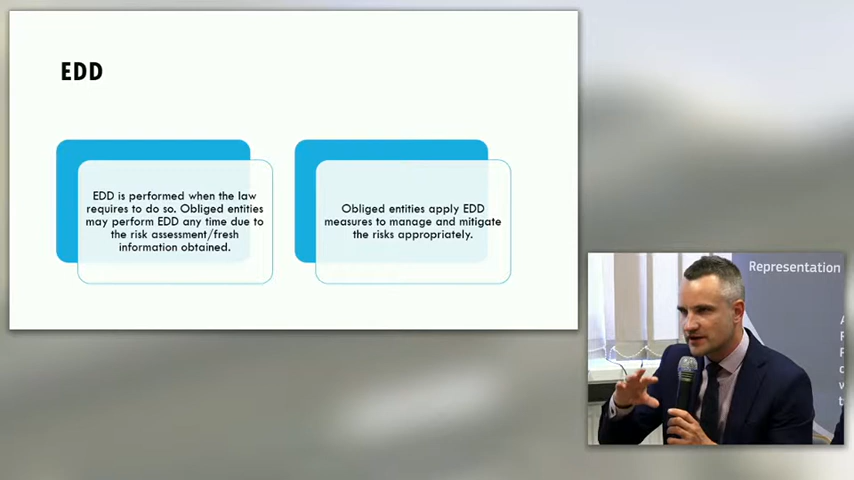 EDD
EDD is performed when the law
requires to do so. Obliged entities
may perform EDD any time due to
the risk assessment/fresh
information obtained.
Obliged entities apply EDD
measures to manage and mitigate
the risks appropriately.
Representation